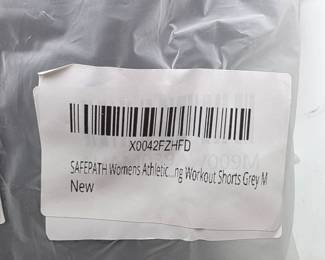 X0042FZHFD
SAFEPATH Womens Athletic...ng Workout Shorts Grey M
New